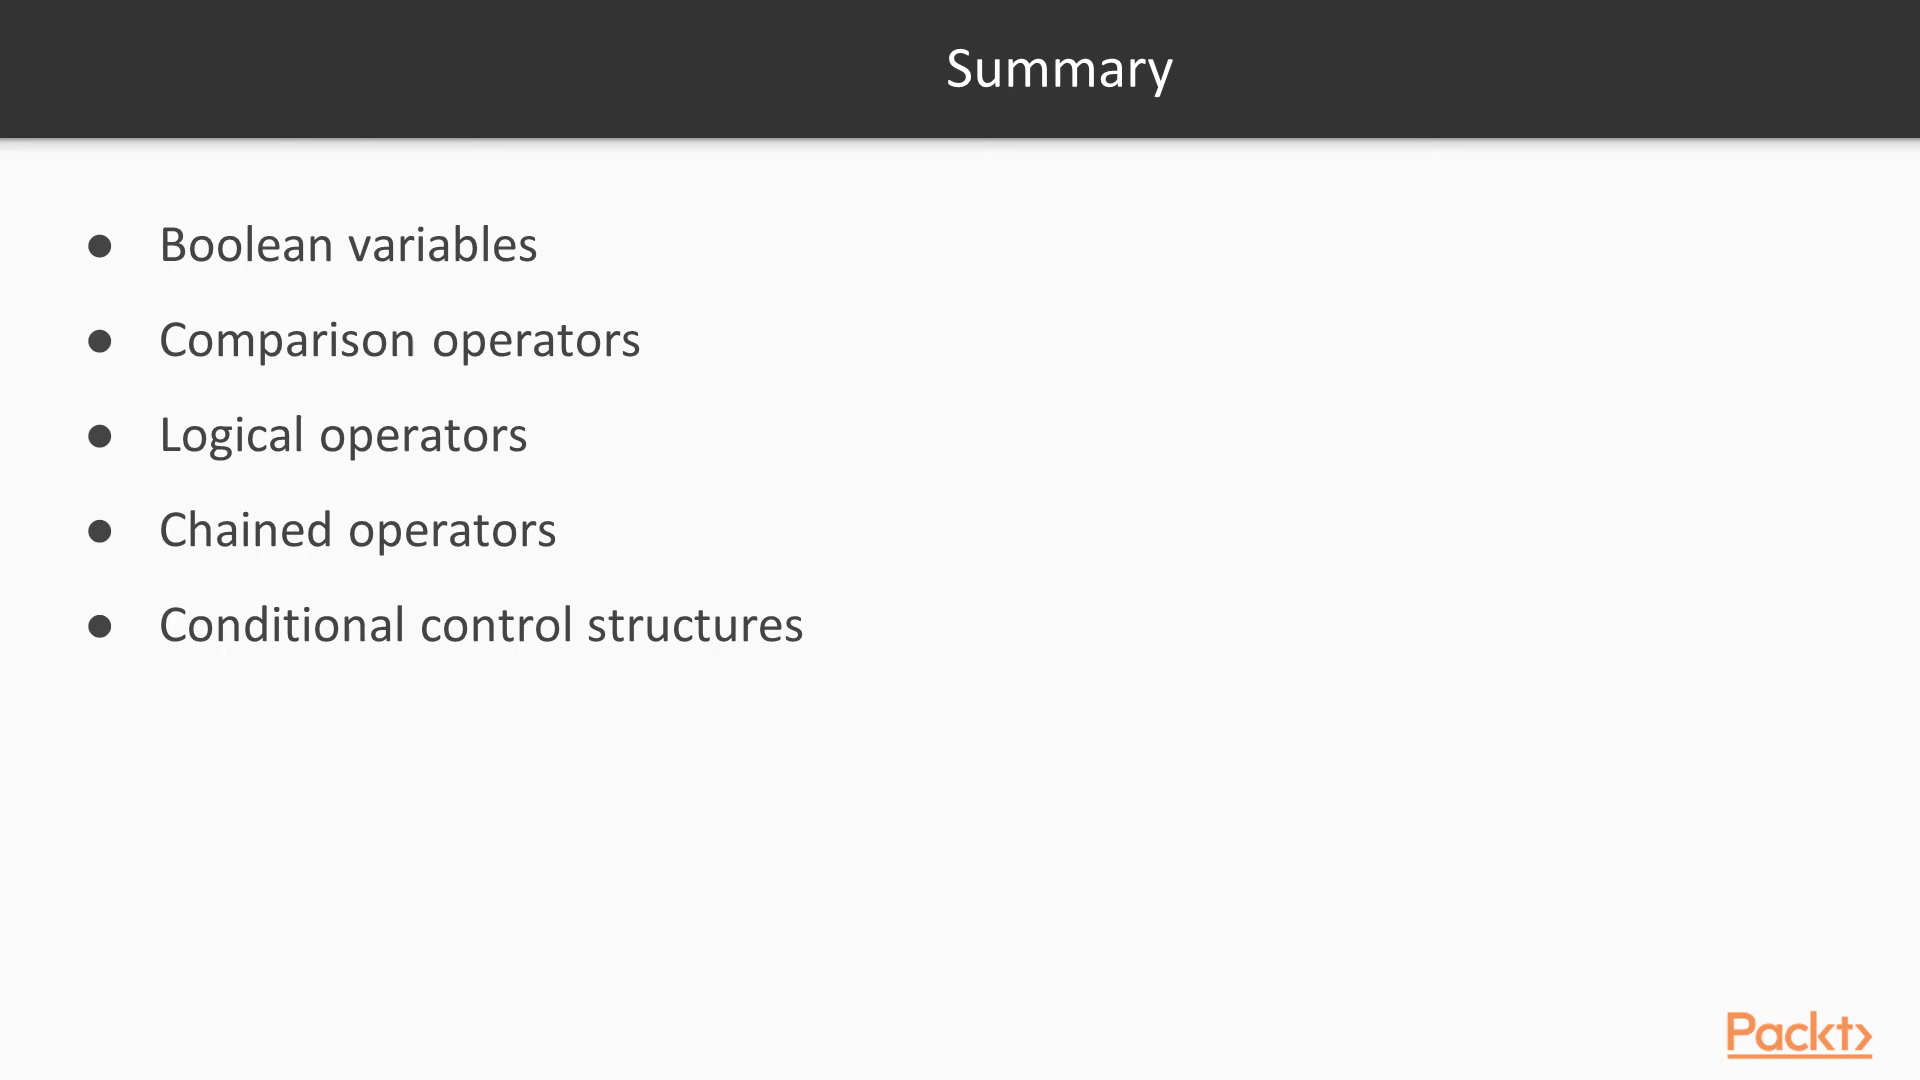 Summary
● Boolean variables
● Comparison operators
● Logical operators
● Chained operators
● Conditional control structures
Packt>